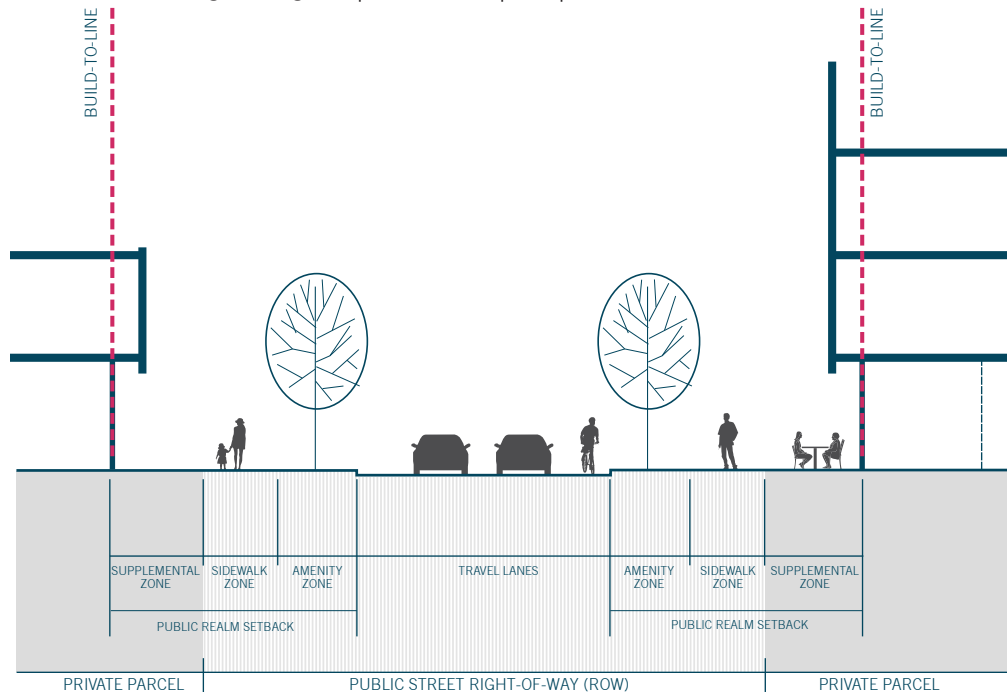 BUILD-TO-LINE
BUILD-TO-LINE
SUPPLEMENTAL
ZONE
SIDEWALK
ZONE
AMENITY
ZONE
TRAVEL LANES
AMENITY
ZONE
SIDEWALK
ZONE
SUPPLEMENTAL
ZONE
PUBLIC REALM SETBACK
PUBLIC REALM SETBACK
PRIVATE PARCEL
PUBLIC STREET RIGHT-OF-WAY (ROW)
PRIVATE PARCEL